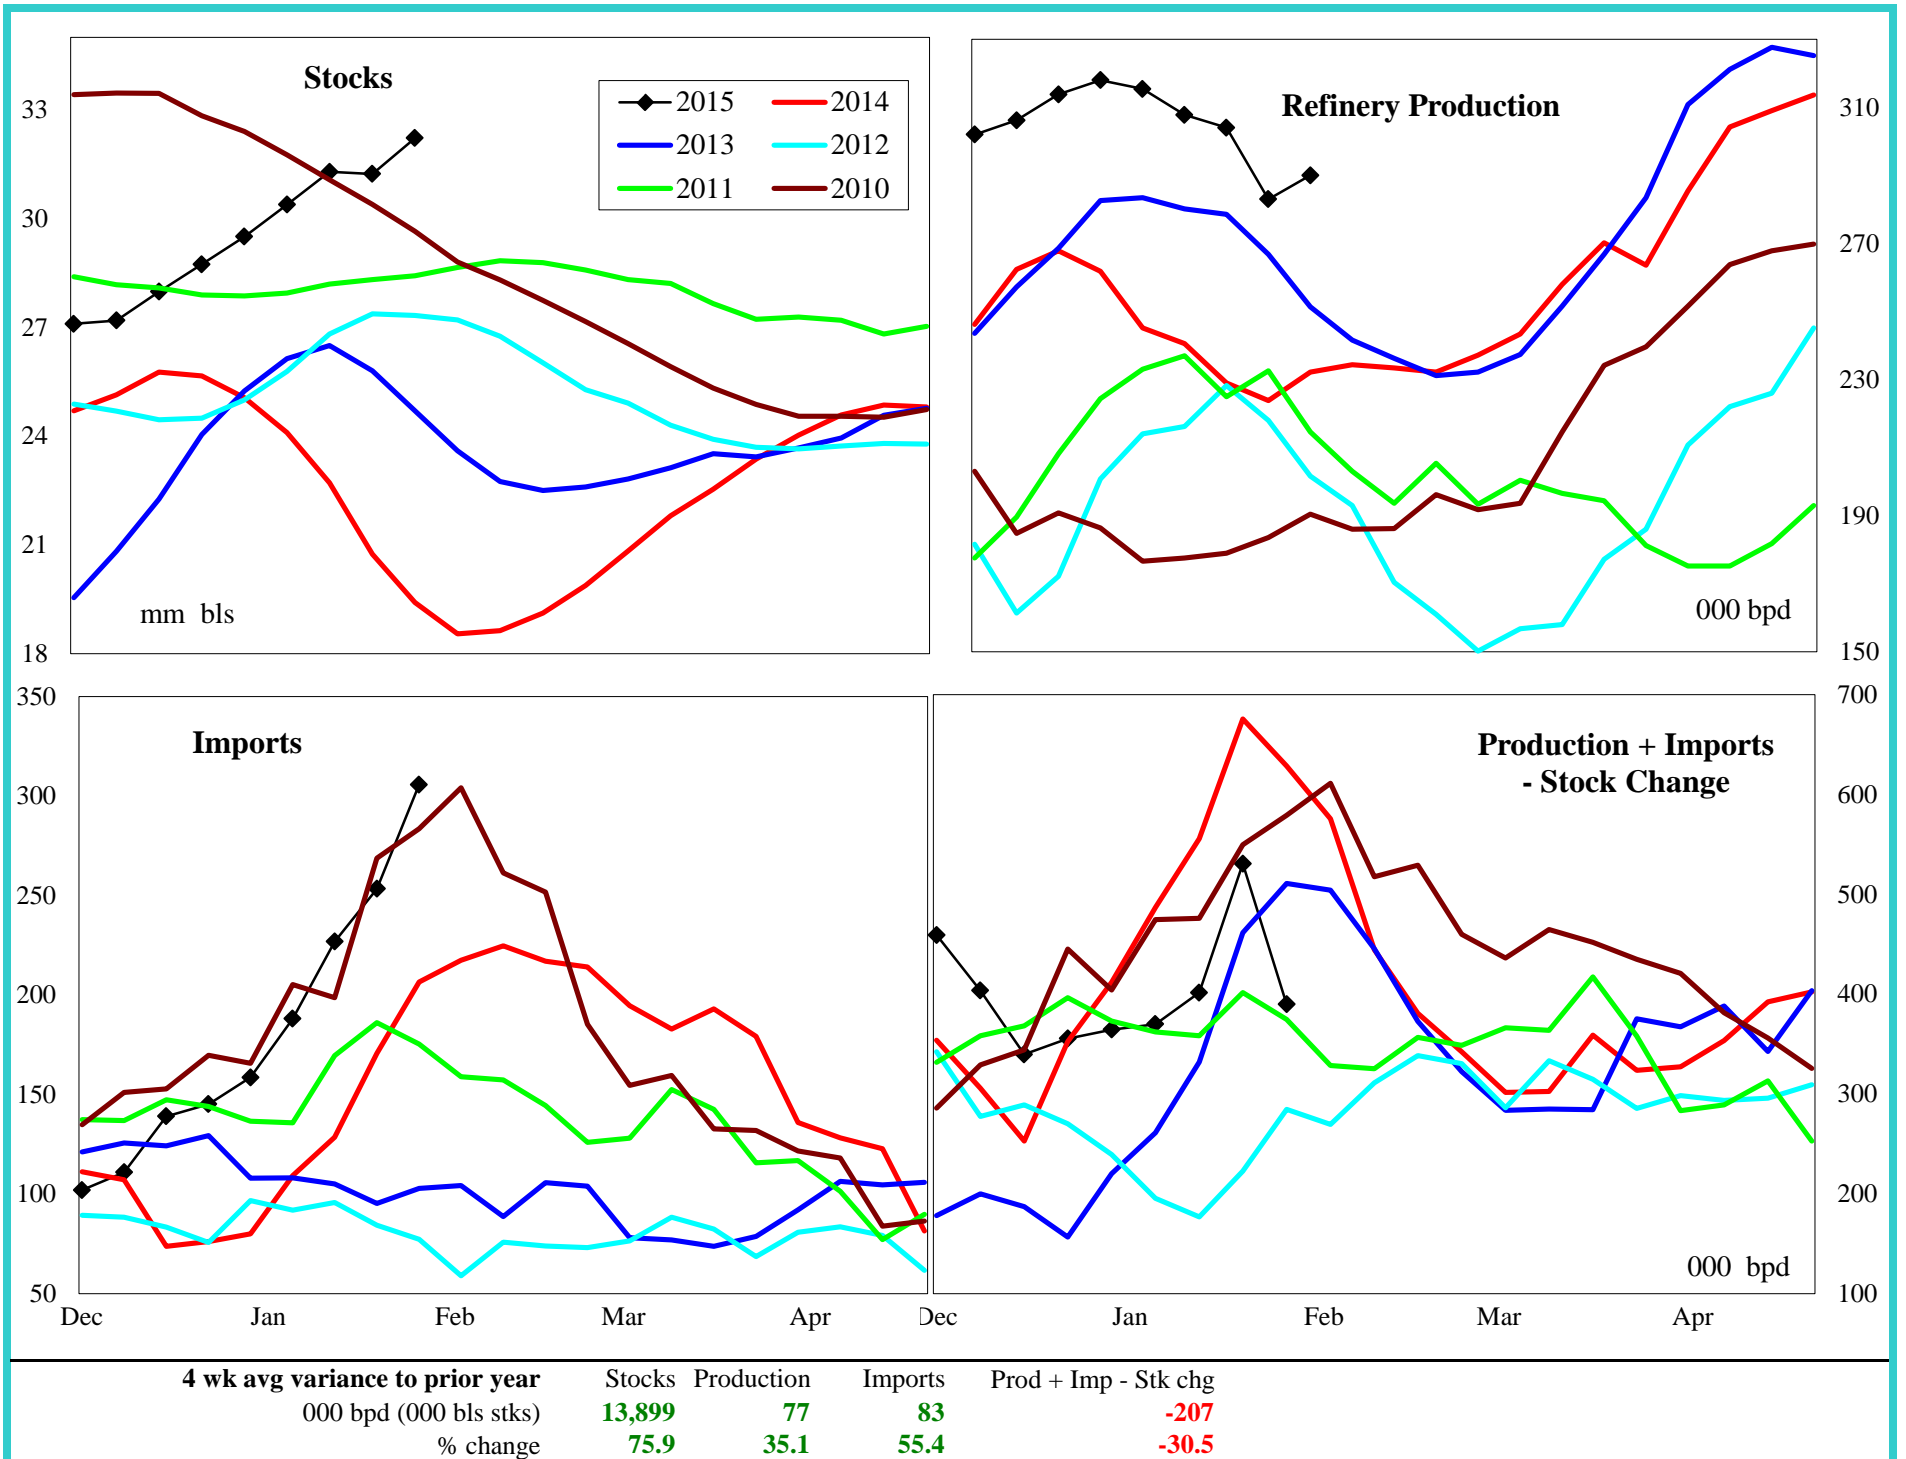 Stocks
2015
2014
2013
2012
2011
2010
33
30
27
24
21
18
mm bls
Refinery Production
310
270
230
190
150
000 bpd
Imports
350
300
250
200
150
100
50
Dec Jan Feb Mar Apr
Production + Imports
- Stock Change
700
600
500
400
300
200
100
000 bpd
Dec Jan Feb Mar Apr
4 wk avg variance to prior year Stocks Production Imports Prod + Imp - Stk chg
000 bpd (000 bls stks) 13,899 77 83 -207
% change 75.9 35.1 55.4 -30.5